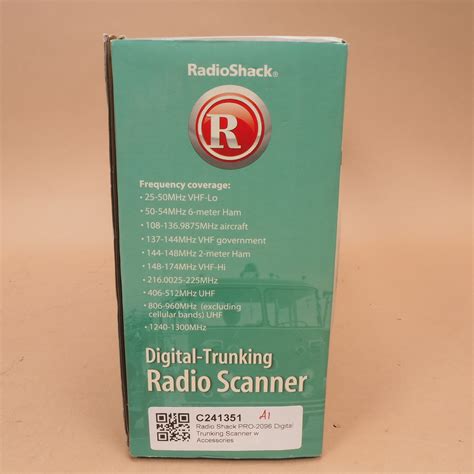 RadioShack®
R
Frequency coverage:
• 25-50MHz VHF-Lo
• 50-54MHz 6-meter Ham
• 108-136.9875MHz aircraft
• 137-144MHz VHF government
• 144-148MHz 2-meter Ham
• 148-174MHz VHF-Hi
• 216.0025-225MHz
• 406-512MHz UHF
• 806-960MHz (excluding
cellular bands) UHF
• 1240-1300MHz
Digital-Trunking
Radio Scanner
C241351 A1
Radio Shack PRO-2096 Digital
Trunking Scanner w
Accessories